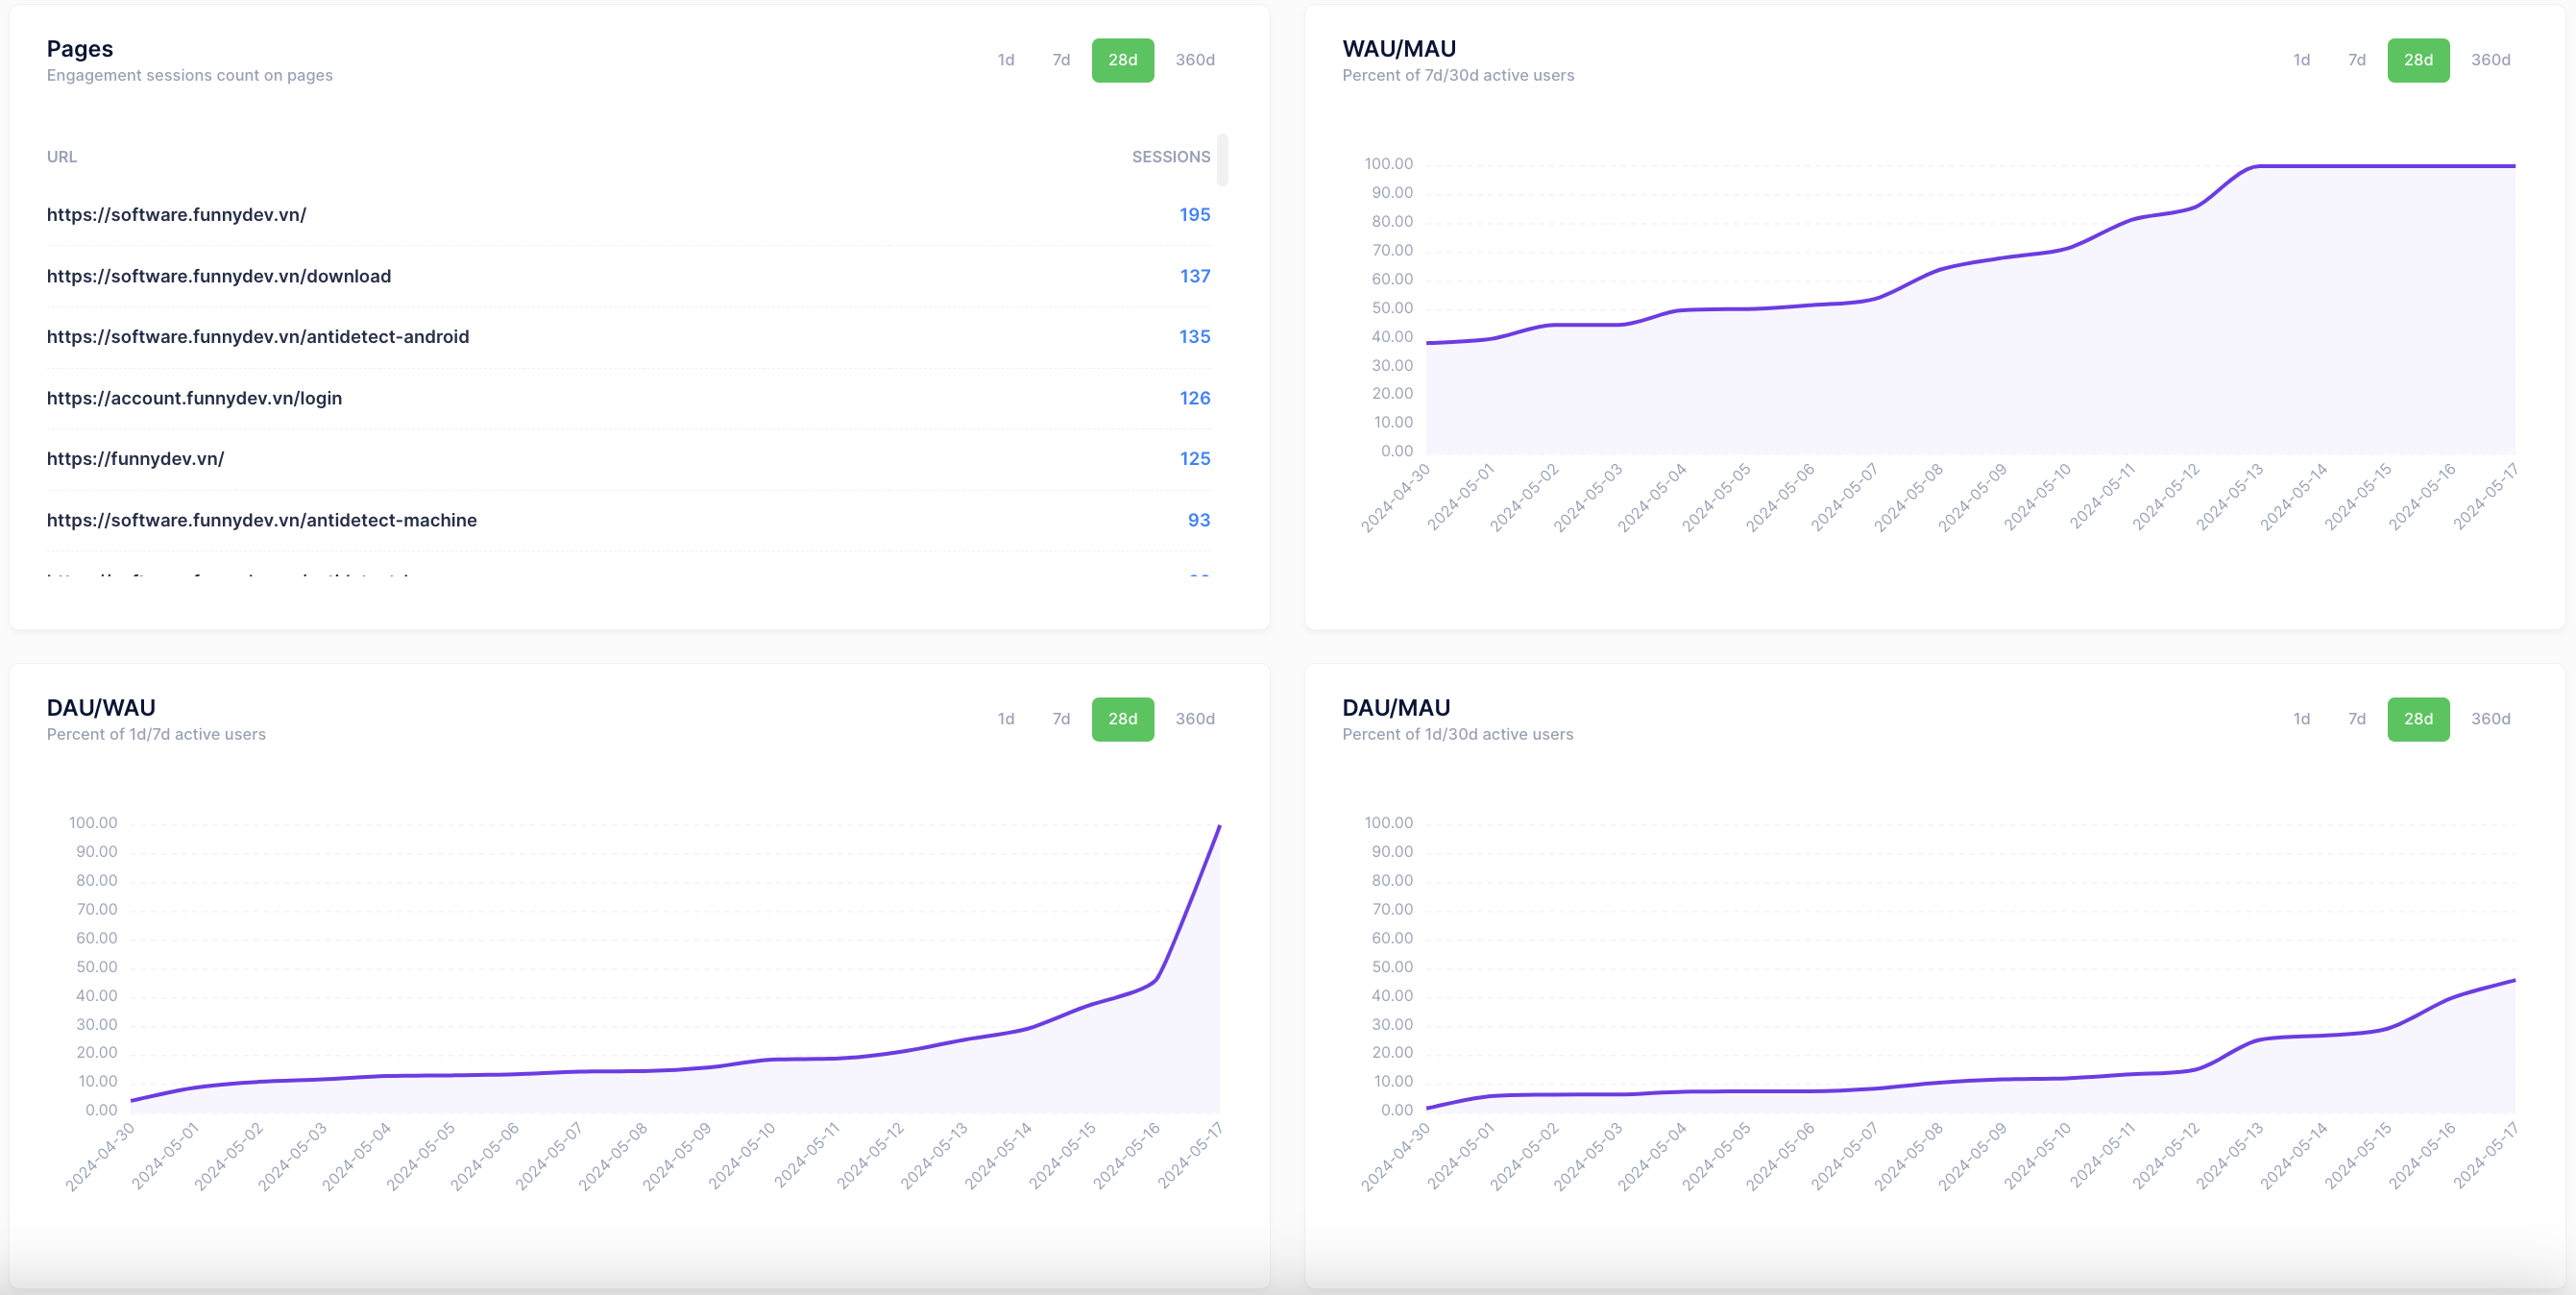 Pages
Engagement sessions count on pages
1d 7d 28d 360d
URL SESSIONS
https://software.funnydev.vn/ 195
https://software.funnydev.vn/download 137
https://software.funnydev.vn/antidetect-android 135
https://account.funnydev.vn/login 126
https://funnydev.vn/ 125
https://software.funnydev.vn/antidetect-machine 93
WAU/MAU
Percent of 7d/30d active users
1d 7d 28d 360d
100.00
90.00
80.00
70.00
60.00
50.00
40.00
30.00
20.00
10.00
0.00
2024-04-30 2024-05-01 2024-05-02 2024-05-03 2024-05-04 2024-05-05 2024-05-06 2024-05-07 2024-05-08 2024-05-09 2024-05-10 2024-05-11 2024-05-12 2024-05-13 2024-05-14 2024-05-15 2024-05-16 2024-05-17
DAU/WAU
Percent of 1d/7d active users
1d 7d 28d 360d
100.00
90.00
80.00
70.00
60.00
50.00
40.00
30.00
20.00
10.00
0.00
2024-04-30 2024-05-01 2024-05-02 2024-05-03 2024-05-04 2024-05-05 2024-05-06 2024-05-07 2024-05-08 2024-05-09 2024-05-10 2024-05-11 2024-05-12 2024-05-13 2024-05-14 2024-05-15 2024-05-16 2024-05-17
DAU/MAU
Percent of 1d/30d active users
1d 7d 28d 360d
100.00
90.00
80.00
70.00
60.00
50.00
40.00
30.00
20.00
10.00
0.00
2024-04-30 2024-05-01 2024-05-02 2024-05-03 2024-05-04 2024-05-05 2024-05-06 2024-05-07 2024-05-08 2024-05-09 2024-05-10 2024-05-11 2024-05-12 2024-05-13 2024-05-14 2024-05-15 2024-05-16 2024-05-17